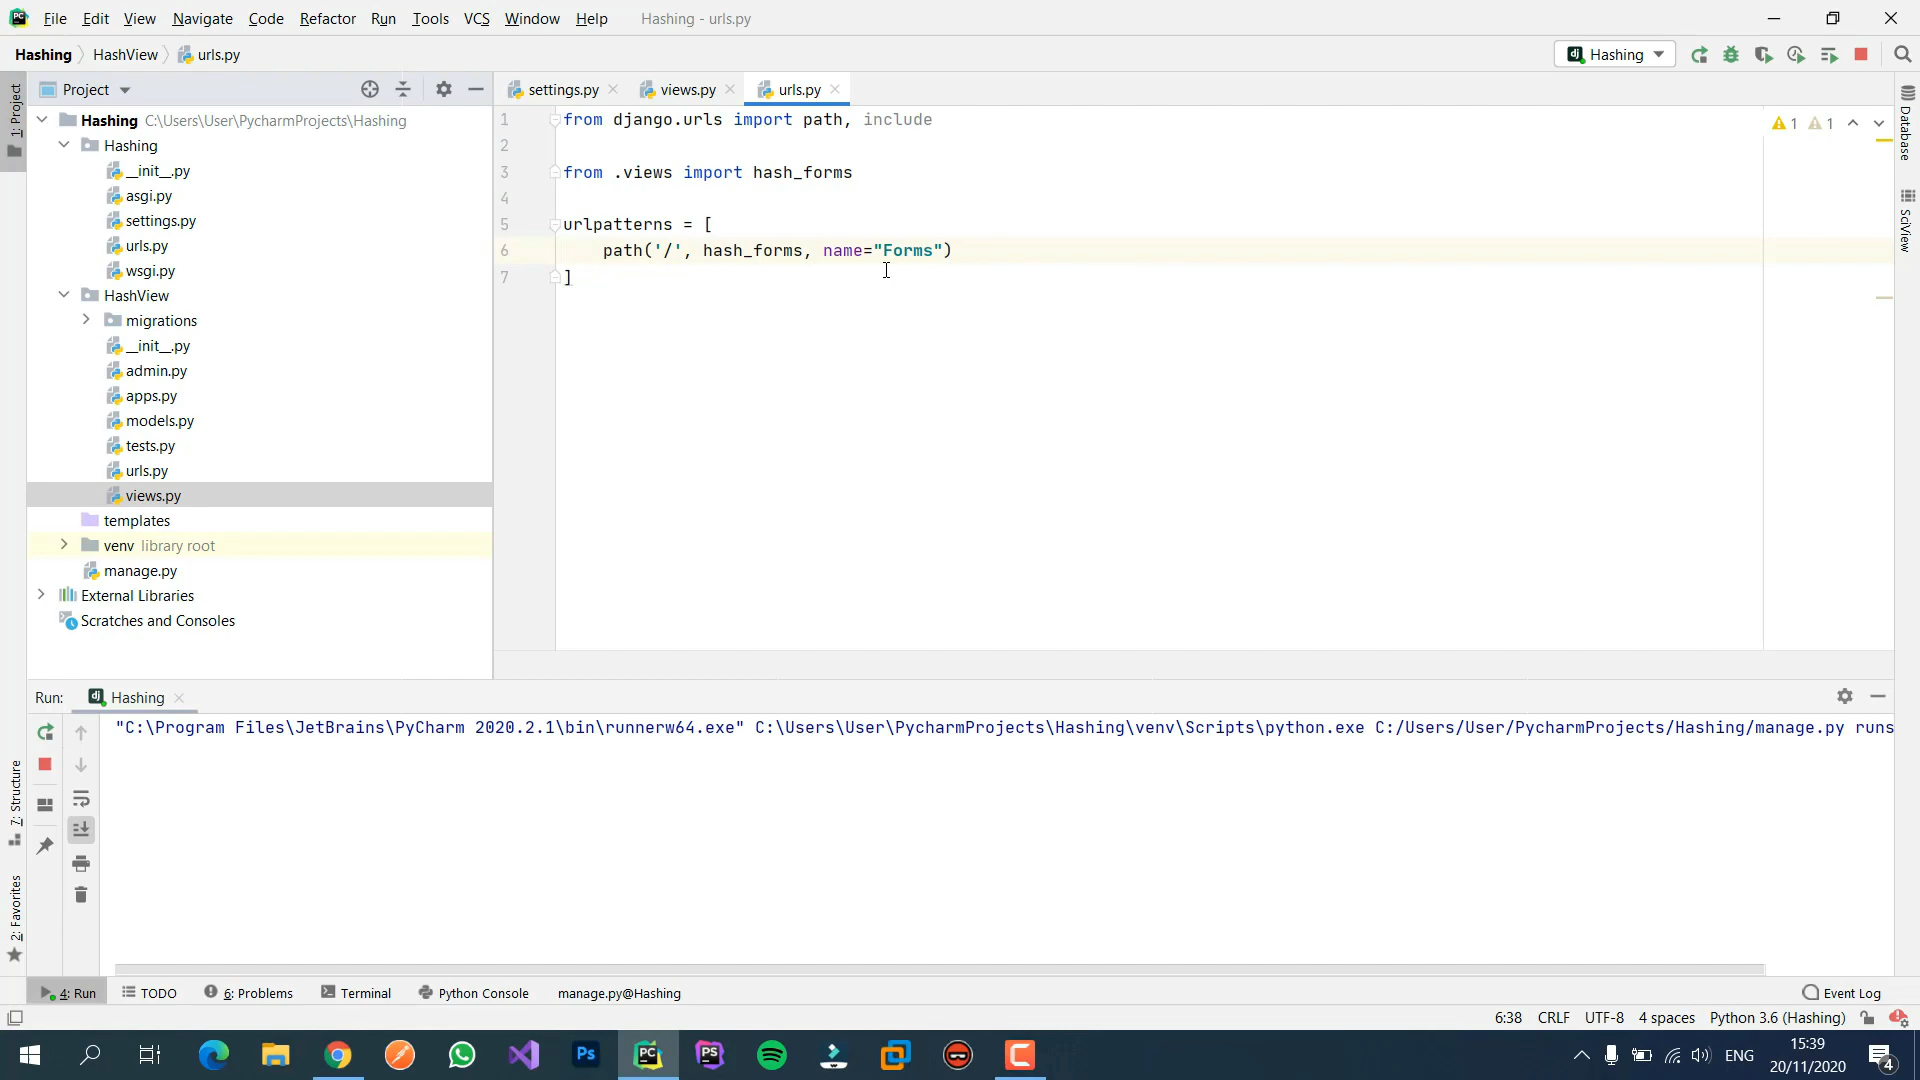 File Edit View Navigate Code Refactor Run Tools VCS Window Help Hashing - urls.py
Hashing HashView urls.py
Hashing
Project
settings.py views.py urls.py
1: Project
Hashing C:\Users\User\PycharmProjects\Hashing
Hashing
__init__.py
asgi.py
settings.py
urls.py
wsgi.py
HashView
migrations
__init__.py
admin.py
apps.py
models.py
tests.py
urls.py
views.py
templates
venv library root
manage.py
External Libraries
Scratches and Consoles
1 from django.urls import path, include
2
3 from .views import hash_forms
4
5 urlpatterns = [
6 path('/', hash_forms, name="Forms")
7 ]
1 1
Database
SciView
Run: Hashing
"C:\Program Files\JetBrains\PyCharm 2020.2.1\bin\runnerw64.exe" C:\Users\User\PycharmProjects\Hashing\venv\Scripts\python.exe C:/Users/User/PycharmProjects/Hashing/manage.py runs
7: Structure
2: Favorites
4: Run TODO 6: Problems Terminal Python Console manage.py@Hashing Event Log
6:38 CRLF UTF-8 4 spaces Python 3.6 (Hashing)
ENG
15:39
20/11/2020
4